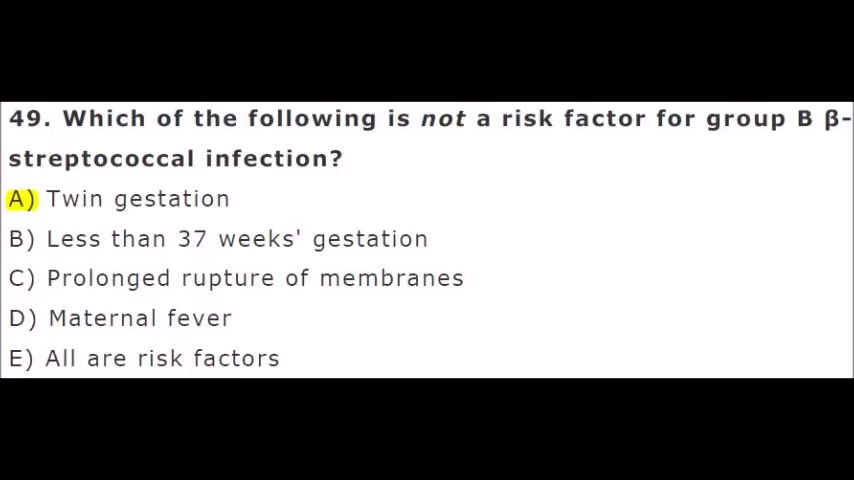 49. Which of the following is not a risk factor for group B β-
streptococcal infection?
A) Twin gestation
B) Less than 37 weeks' gestation
C) Prolonged rupture of membranes
D) Maternal fever
E) All are risk factors